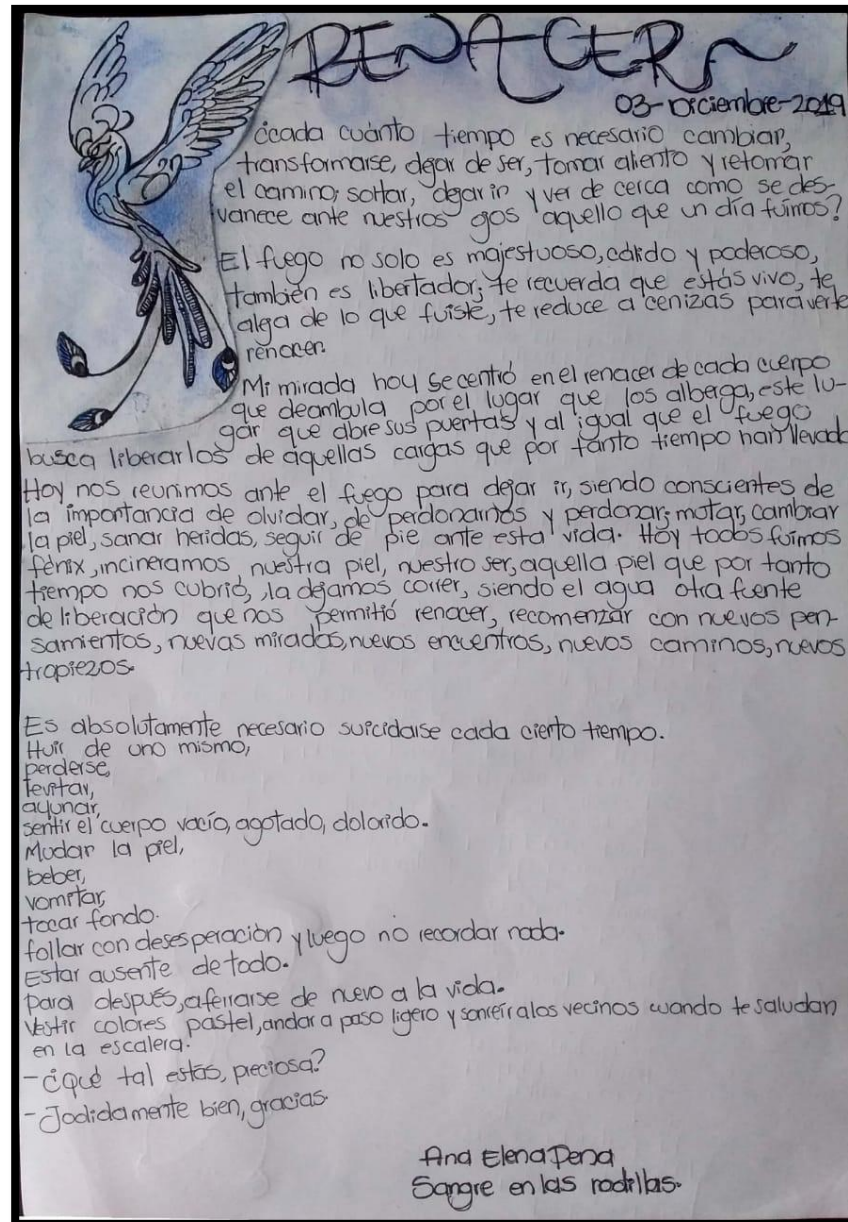 RENACER
03-Diciembre-2019
¿cada cuánto tiempo es necesario cambiar,
transformarse, dejar de ser, tomar aliento y retomar
el camino; soltar, dejar ir y ver de cerca como se des-
vanece ante nuestros ojos aquello que un día fuimos?
El fuego no solo es majestuoso, cálido y poderoso,
también es libertador; te recuerda que estás vivo, te
aleja de lo que fuiste, te reduce a cenizas para verte
renacer.
Mi mirada hoy se centró en el renacer de cada cuerpo
que deambula por el lugar que los alberga, este lu-
gar que abre sus puertas y al igual que el fuego
busca liberarlos de aquellas cargas que por tanto tiempo han llevado
Hoy nos reunimos ante el fuego para dejar ir, siendo conscientes de
la importancia de olvidar, de perdonarnos y perdonar; matar, cambiar
la piel, sanar heridas, seguir de pie ante esta vida. Hoy todos fuimos
fénix, incineramos nuestra piel, nuestro ser, aquella piel que por tanto
tiempo nos cubrió, la dejamos correr, siendo el agua otra fuente
de liberación que nos permitió renacer, recomenzar con nuevos pen-
samientos, nuevas miradas, nuevos encuentros, nuevos caminos, nuevos
tropiezos.
Es absolutamente necesario suicidarse cada cierto tiempo.
Huir de uno mismo,
perderse,
levitar,
ayunar,
sentir el cuerpo vacío, agotado, dolorido.
Mudar la piel,
beber,
vomitar,
tocar fondo.
follar con desesperación y luego no recordar nada.
Estar ausente de todo.
para después, aferrarse de nuevo a la vida.
Vestir colores pastel, andar a paso ligero y sonreír a los vecinos cuando te saludan
en la escalera.
- ¿Qué tal estás, preciosa?
- Jodidamente bien, gracias.
Ana Elena Pena
Sangre en las rodillas.